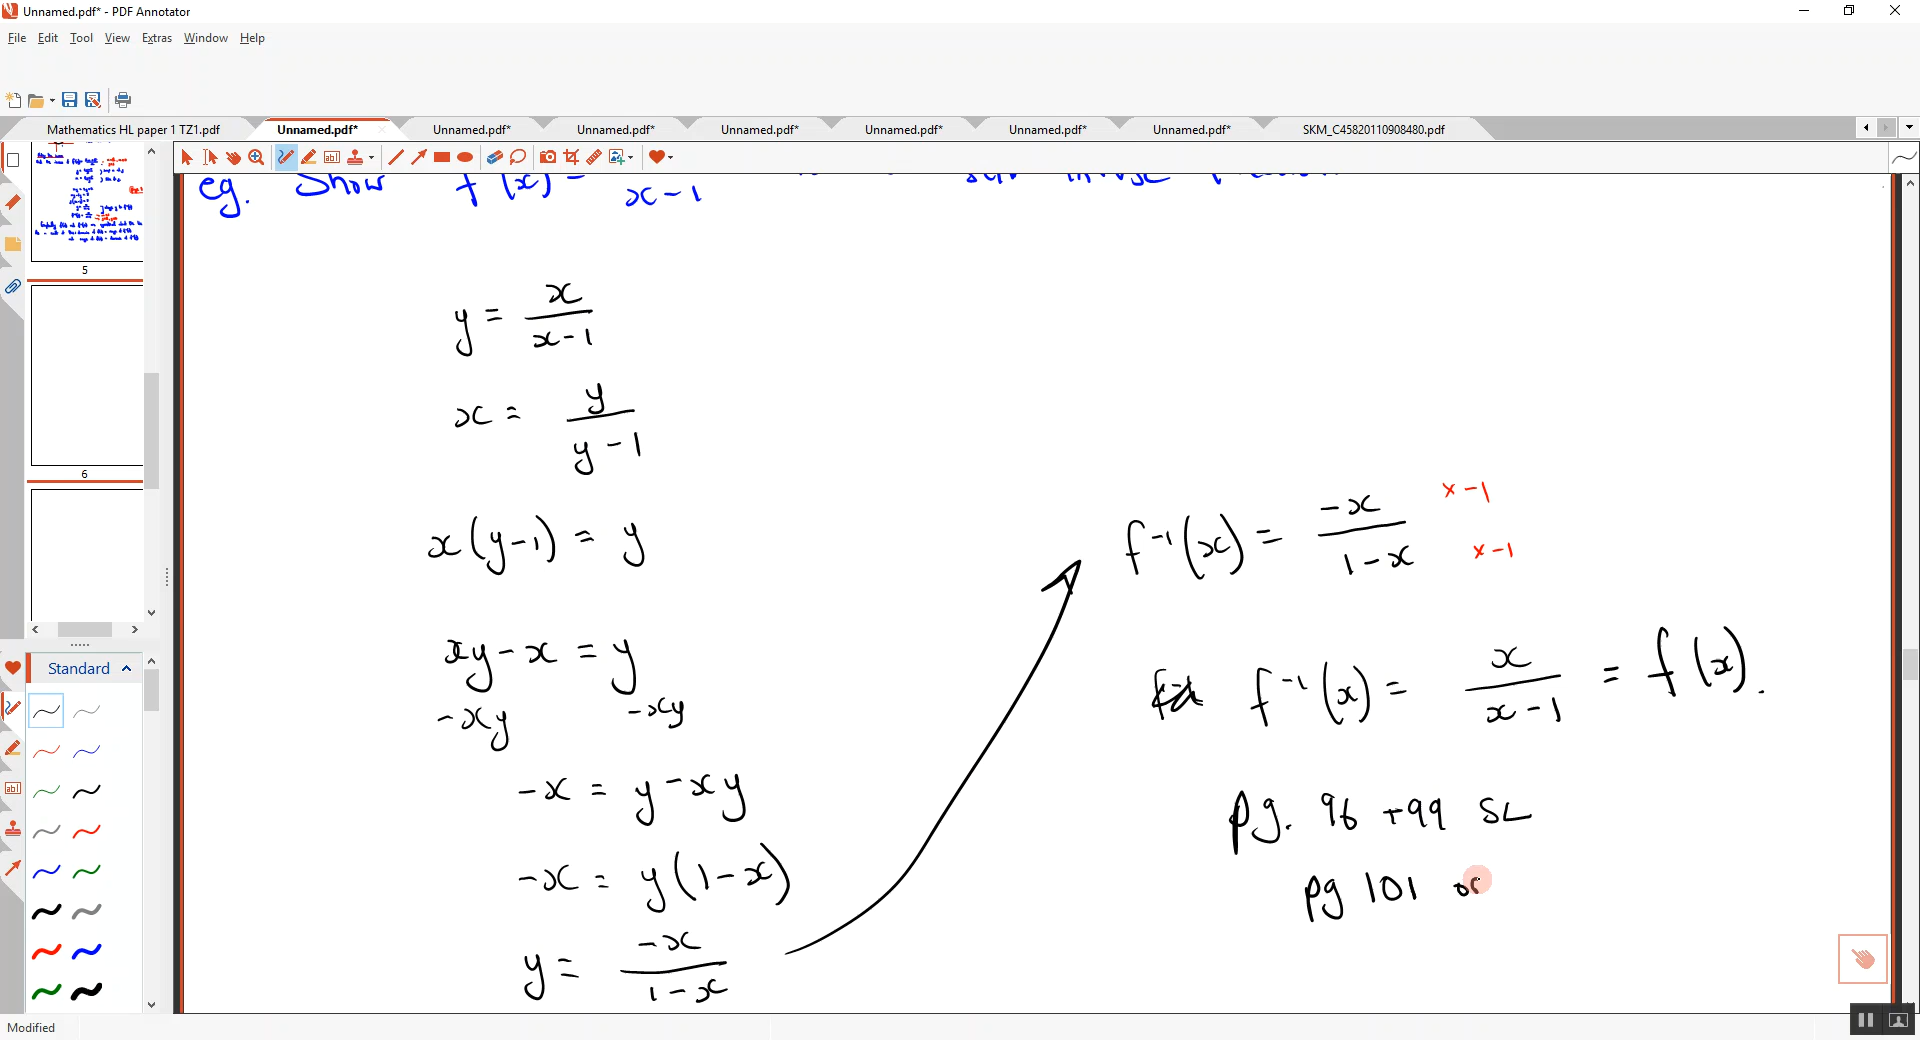 Unnamed.pdf* - PDF Annotator
File Edit Tool View Extras Window Help
Mathematics HL paper 1 TZ1.pdf Unnamed.pdf* Unnamed.pdf* Unnamed.pdf* Unnamed.pdf* Unnamed.pdf* Unnamed.pdf* Unnamed.pdf* SKM_C45820110908480.pdf
5
6
Standard
eg. Show f(x) =
x-1
y = x/(x-1)
x = y/(y-1)
x(y-1) = y
xy-x = y
-xy -xy
-x = y-xy
-x = y(1-x)
y = -x/(1-x)
f⁻¹(x) = -x/(1-x) ×-1 ×-1
f⁻¹(x) = x/(x-1) = f(x).
pg. 96 +99 SL
pg 101
Modified